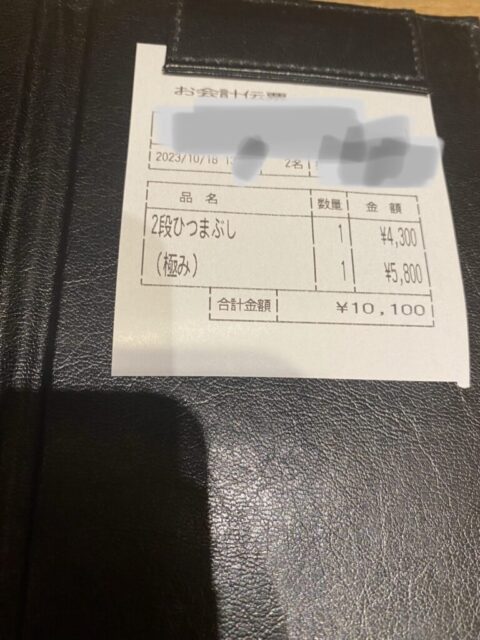 お会計伝票
2023/10/18 2名
品名 数量 金額
2段ひつまぶし 1 ¥4,300
(極み) 1 ¥5,800
合計金額 ¥10,100